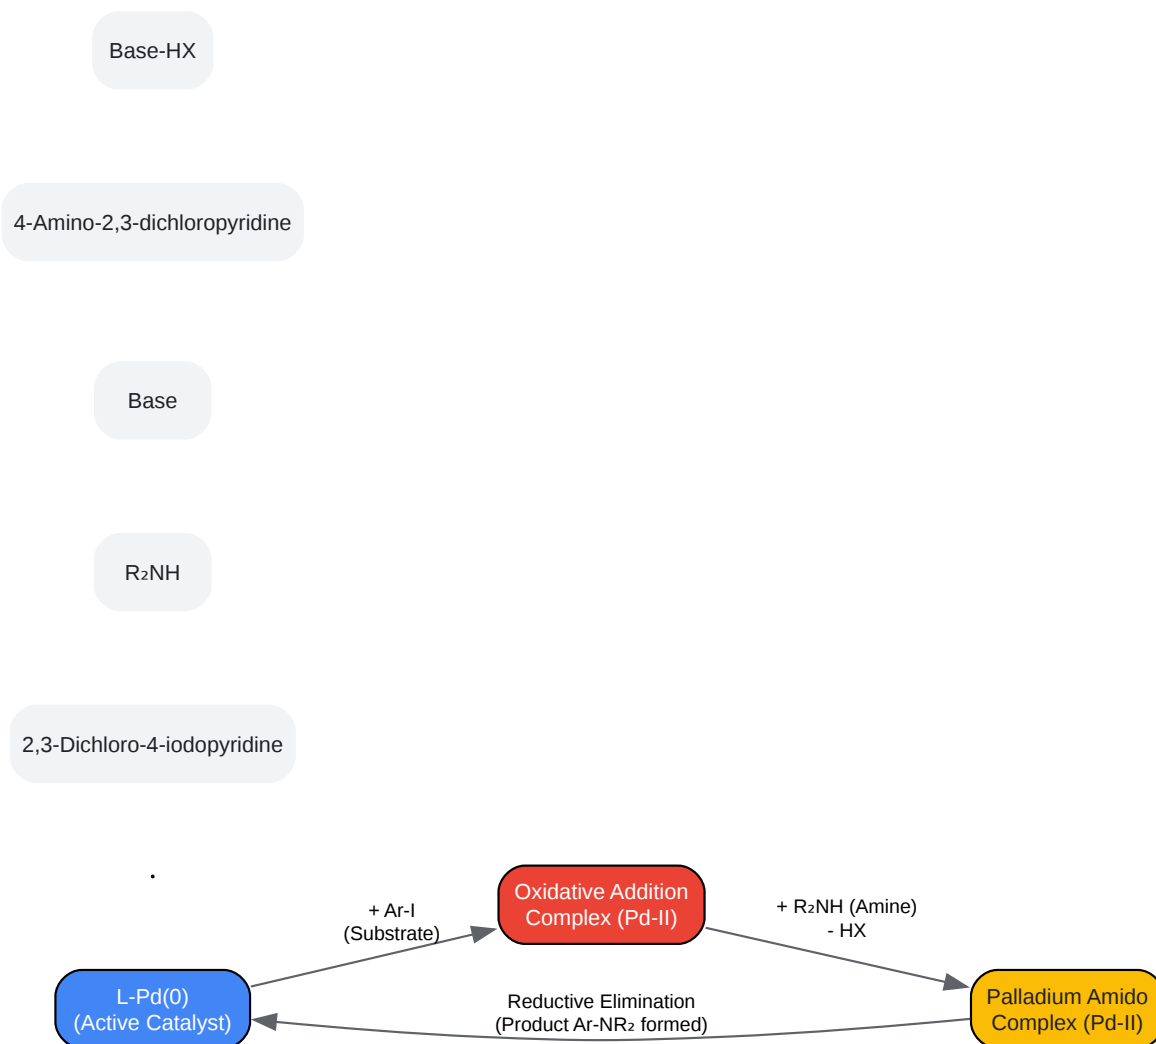 Base-HX
4-Amino-2,3-dichloropyridine
Base
R₂NH
2,3-Dichloro-4-iodopyridine
.
Oxidative Addition
Complex (Pd-II)
+ Ar-I
(Substrate)
+ R₂NH (Amine)
- HX
L-Pd(0)
(Active Catalyst)
Reductive Elimination
(Product Ar-NR₂ formed)
Palladium Amido
Complex (Pd-II)